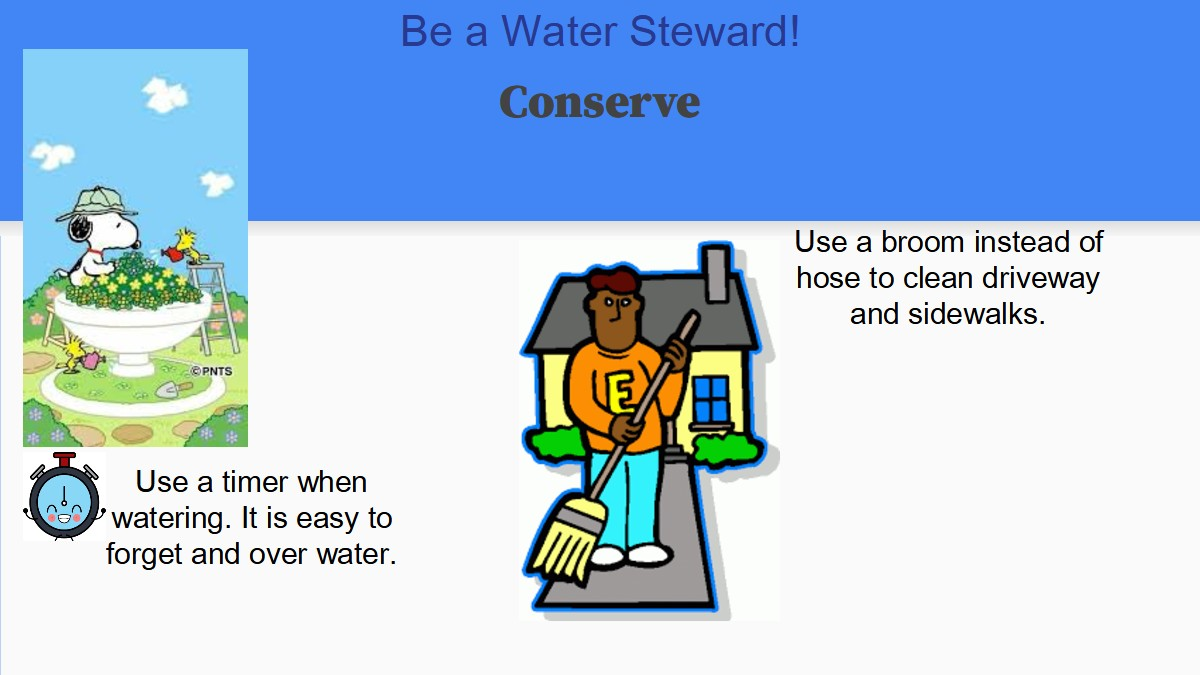 Be a Water Steward!
Conserve
©PNTS
Use a timer when
watering. It is easy to
forget and over water.
E
Use a broom instead of
hose to clean driveway
and sidewalks.